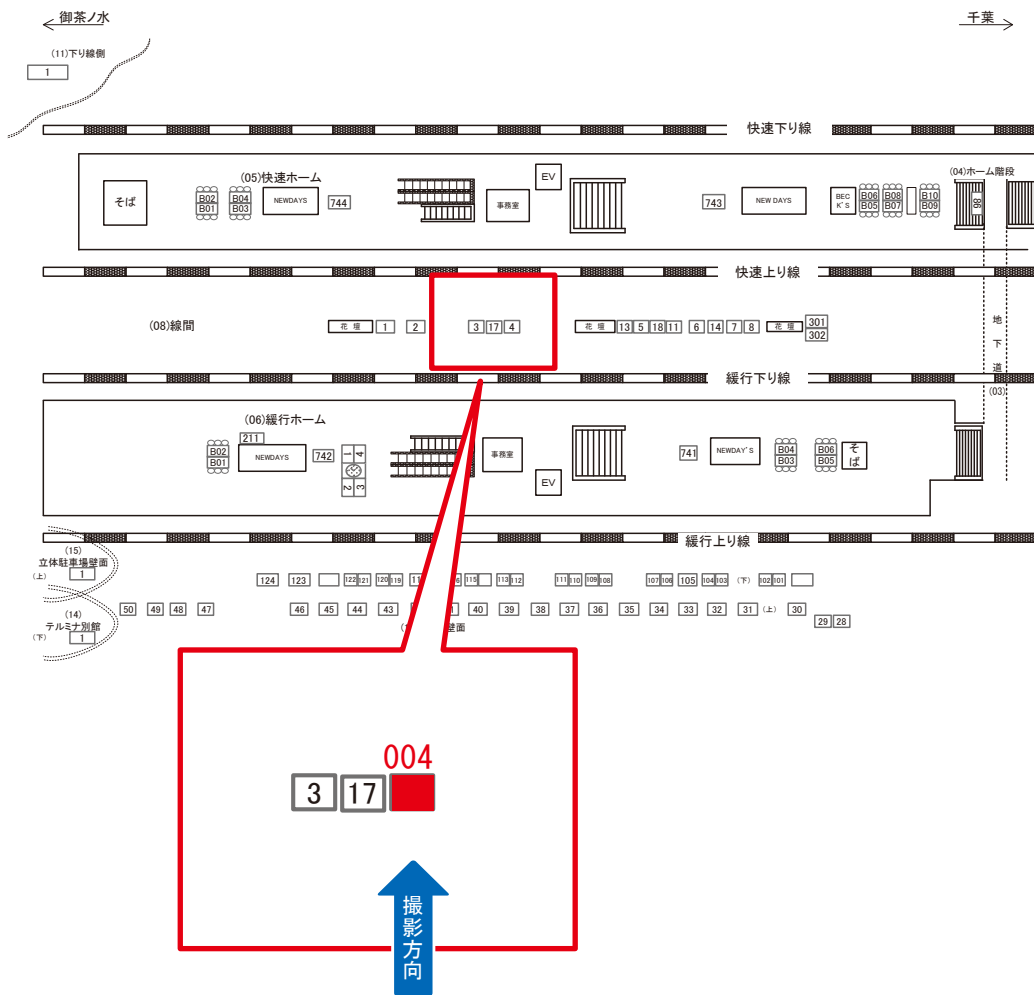 御茶ノ水
千葉
(11)下り線側
1
快速下り線
(05)快速ホーム
(04)ホーム階段
そば
B02 B04
B01 B03
NEWDAYS
744
事務室
EV
743
NEW DAYS
BEC
K'S
B06 B08 B10
B05 B07 B09
86
快速上り線
(08)線間
花壇 1 2 3 17 4 花壇 13 5 18 11 6 14 7 8 花壇 301
302
地下道
(03)
緩行下り線
(06)緩行ホーム
211
B02
B01
NEWDAYS
742
1 4
2 3
事務室
EV
741
NEWDAY'S
B04 B06
B03 B05
そば
緩行上り線
(15)
立体駐車場壁面
(上) 1
124 123 122 121 120 119 115 113 112 111 110 109 108 107 106 105 104 103 (下) 102 101
50 49 48 47 46 45 44 43 40 39 38 37 36 35 34 33 32 31 (上) 30
29 28
(14)
テルミナ別館
(下) 1
壁面
004
3 17
撮影方向